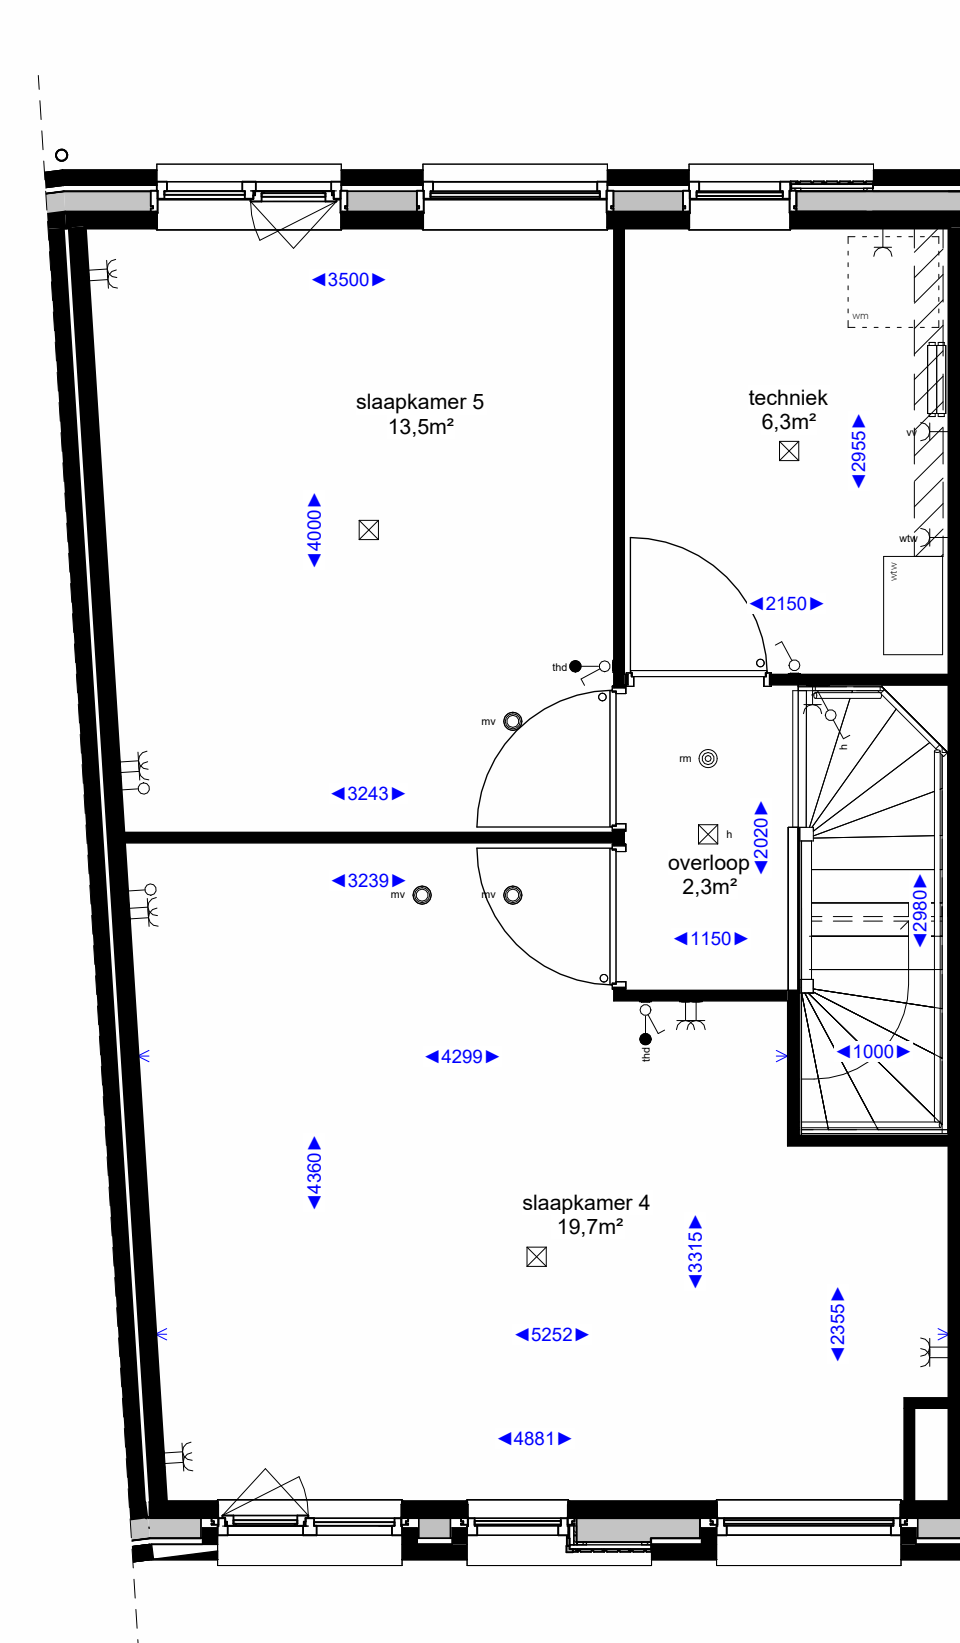 3500
wm
slaapkamer 5
13,5m²
techniek
6,3m²
vv
2955
4000
wtw
wtw
2150
thd
mv
h
rm
3243
2020
h
overloop
2,3m²
3239
mv
mv
2980
1150
thd
4299
1000
4360
slaapkamer 4
19,7m²
3315
2355
5252
4881